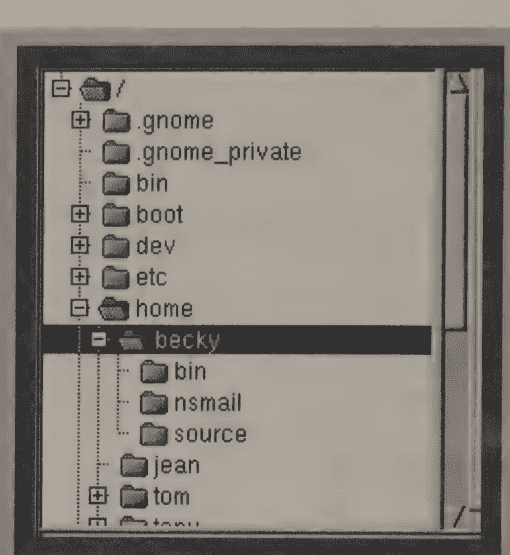 /
.gnome
.gnome_private
bin
boot
dev
etc
home
becky
bin
nsmail
source
jean
tom